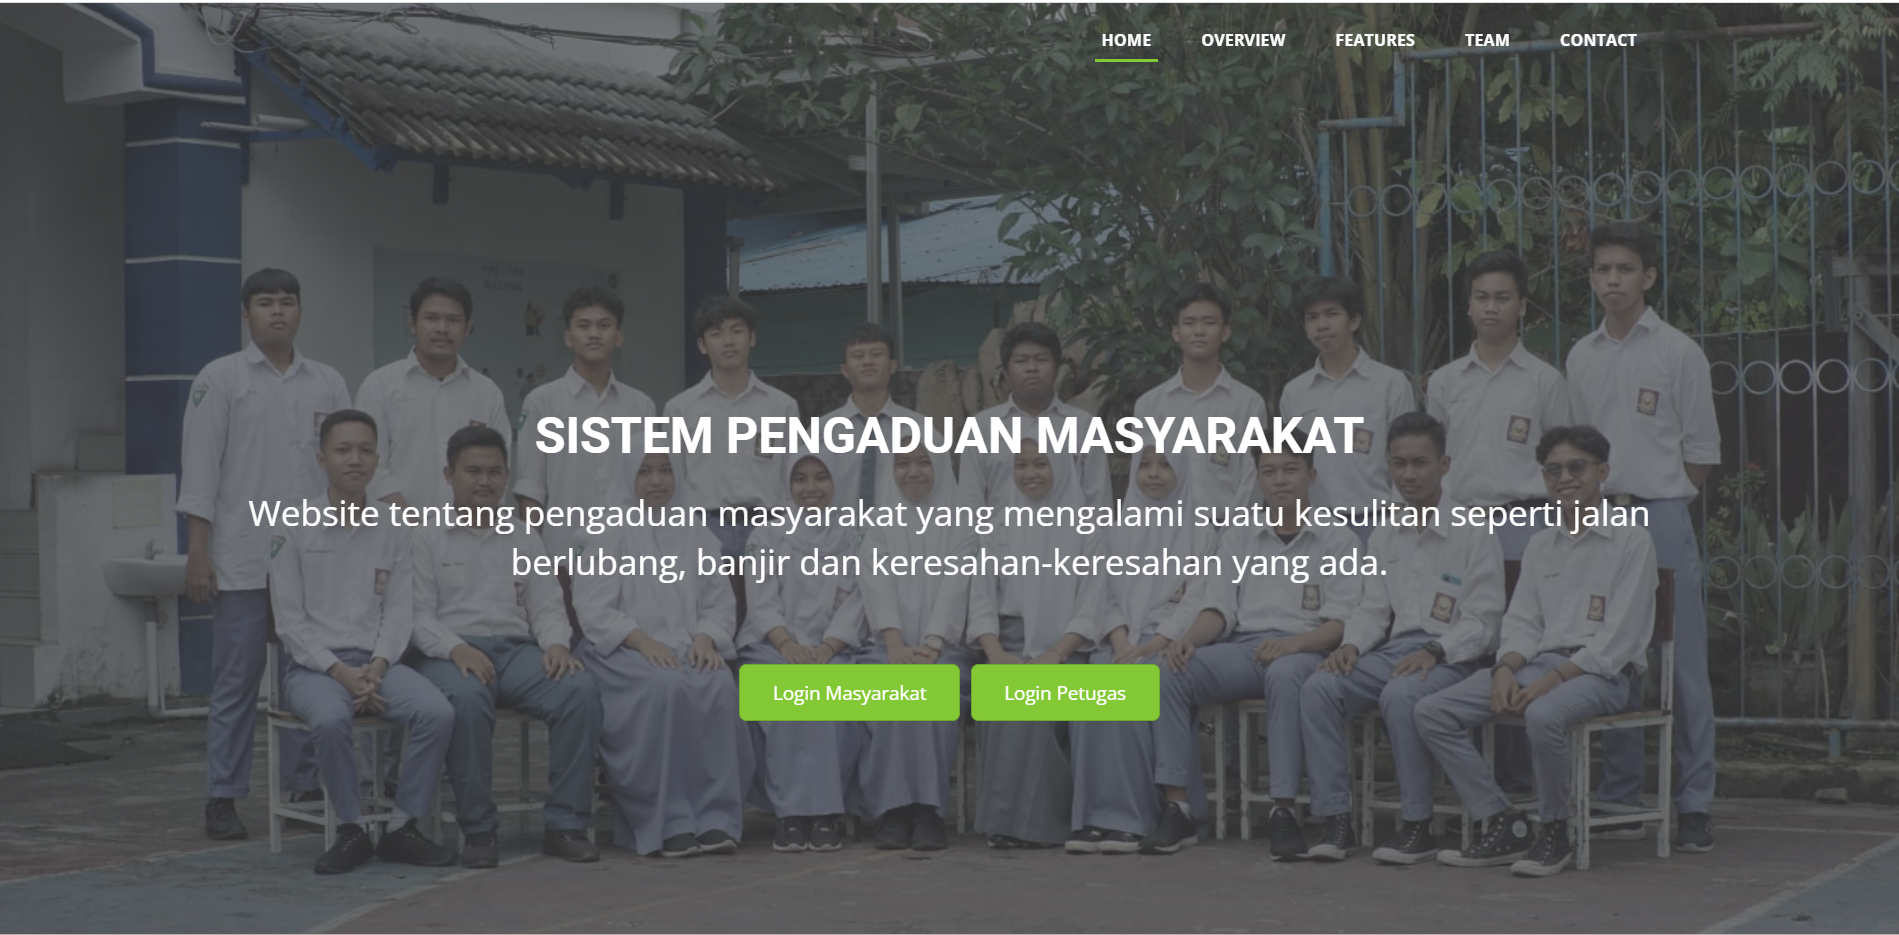 HOME OVERVIEW FEATURES TEAM CONTACT
SISTEM PENGADUAN MASYARAKAT
Website tentang pengaduan masyarakat yang mengalami suatu kesulitan seperti jalan
berlubang, banjir dan keresahan-keresahan yang ada.
Login Masyarakat Login Petugas